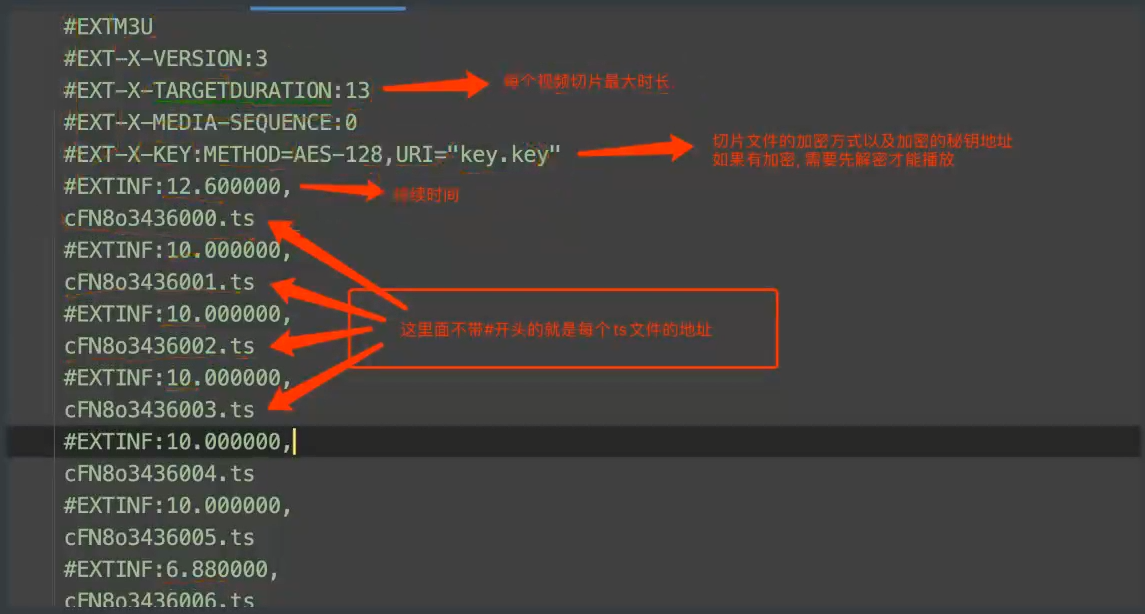 #EXTM3U
#EXT-X-VERSION:3
#EXT-X-TARGETDURATION:13
每个视频切片最大时长
#EXT-X-MEDIA-SEQUENCE:0
#EXT-X-KEY:METHOD=AES-128,URI="key.key"
切片文件的加密方式以及加密的秘钥地址
如果有加密,需要先解密才能播放
#EXTINF:12.600000,
持续时间
cFN8o3436000.ts
#EXTINF:10.000000,
cFN8o3436001.ts
#EXTINF:10.000000,
这里面不带#开头的就是每个ts文件的地址
cFN8o3436002.ts
#EXTINF:10.000000,
cFN8o3436003.ts
#EXTINF:10.000000,
cFN8o3436004.ts
#EXTINF:10.000000,
cFN8o3436005.ts
#EXTINF:6.880000,
cFN8o3436006.ts